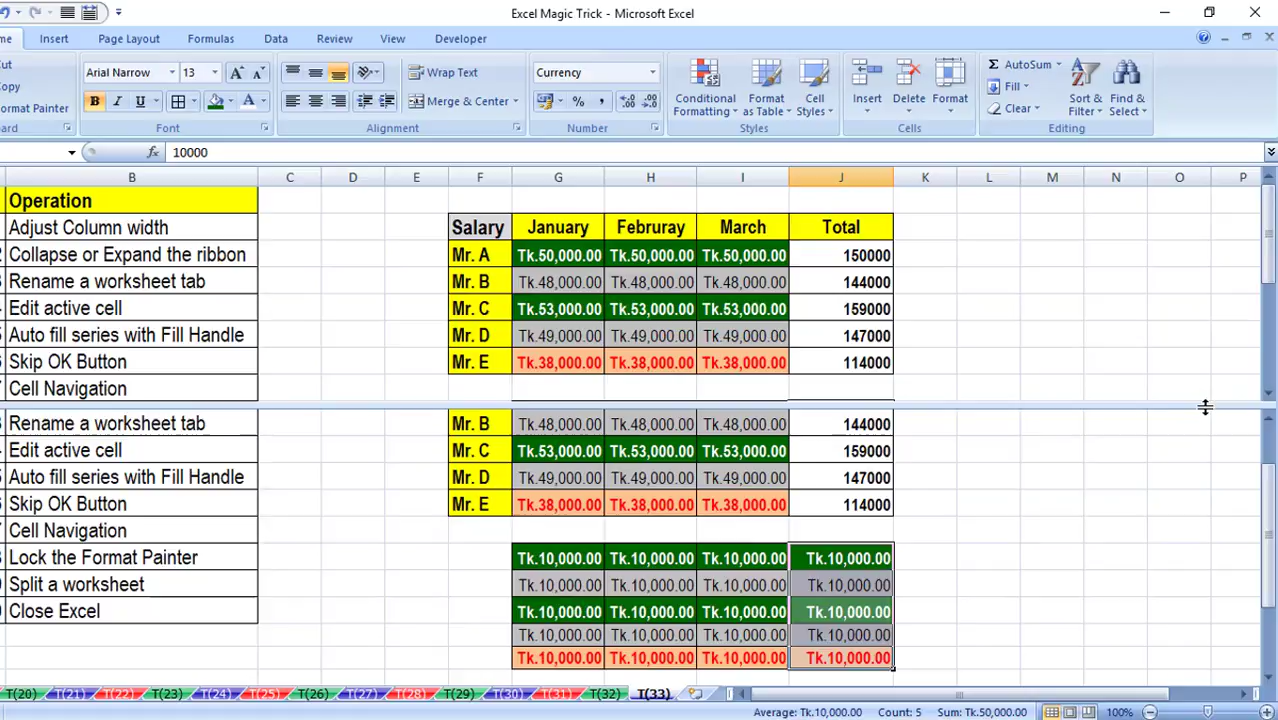 Excel Magic Trick - Microsoft Excel
Insert Page Layout Formulas Data Review View Developer
Arial Narrow 13 Wrap Text Currency AutoSum
Format Painter B I U Merge & Center % , Conditional Formatting Format as Table Cell Styles Insert Delete Format Fill Clear Sort & Filter Find & Select
Font Alignment Number Styles Cells Editing
fx 10000
B C D E F G H I J K L M N O P
Operation
Adjust Column width Salary January Februray March Total
Collapse or Expand the ribbon Mr. A Tk.50,000.00 Tk.50,000.00 Tk.50,000.00 150000
Rename a worksheet tab Mr. B Tk.48,000.00 Tk.48,000.00 Tk.48,000.00 144000
Edit active cell Mr. C Tk.53,000.00 Tk.53,000.00 Tk.53,000.00 159000
Auto fill series with Fill Handle Mr. D Tk.49,000.00 Tk.49,000.00 Tk.49,000.00 147000
Skip OK Button Mr. E Tk.38,000.00 Tk.38,000.00 Tk.38,000.00 114000
Cell Navigation
Rename a worksheet tab Mr. B Tk.48,000.00 Tk.48,000.00 Tk.48,000.00 144000
Edit active cell Mr. C Tk.53,000.00 Tk.53,000.00 Tk.53,000.00 159000
Auto fill series with Fill Handle Mr. D Tk.49,000.00 Tk.49,000.00 Tk.49,000.00 147000
Skip OK Button Mr. E Tk.38,000.00 Tk.38,000.00 Tk.38,000.00 114000
Cell Navigation
Lock the Format Painter Tk.10,000.00 Tk.10,000.00 Tk.10,000.00 Tk.10,000.00
Split a worksheet Tk.10,000.00 Tk.10,000.00 Tk.10,000.00 Tk.10,000.00
Close Excel Tk.10,000.00 Tk.10,000.00 Tk.10,000.00 Tk.10,000.00
Tk.10,000.00 Tk.10,000.00 Tk.10,000.00 Tk.10,000.00
Tk.10,000.00 Tk.10,000.00 Tk.10,000.00 Tk.10,000.00
T(20) T(21) T(22) T(23) T(24) T(25) T(26) T(27) T(28) T(29) T(30) T(31) T(32) T(33)
Average: Tk.10,000.00 Count: 5 Sum: Tk.50,000.00 100%